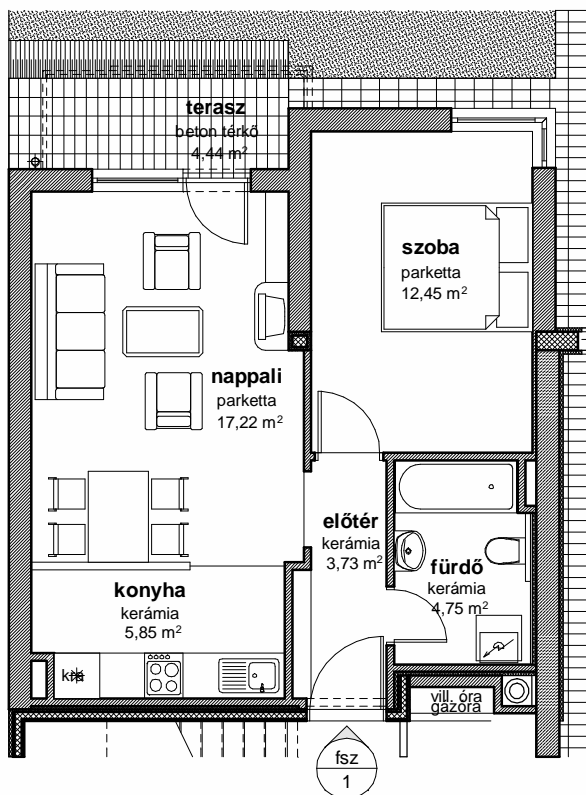 terasz
beton térkő
4,44 m²
szoba
parketta
12,45 m²
nappali
parketta
17,22 m²
előtér
kerámia
3,73 m²
fürdő
kerámia
4,75 m²
konyha
kerámia
5,85 m²
vill. óra
gázóra
fsz
1